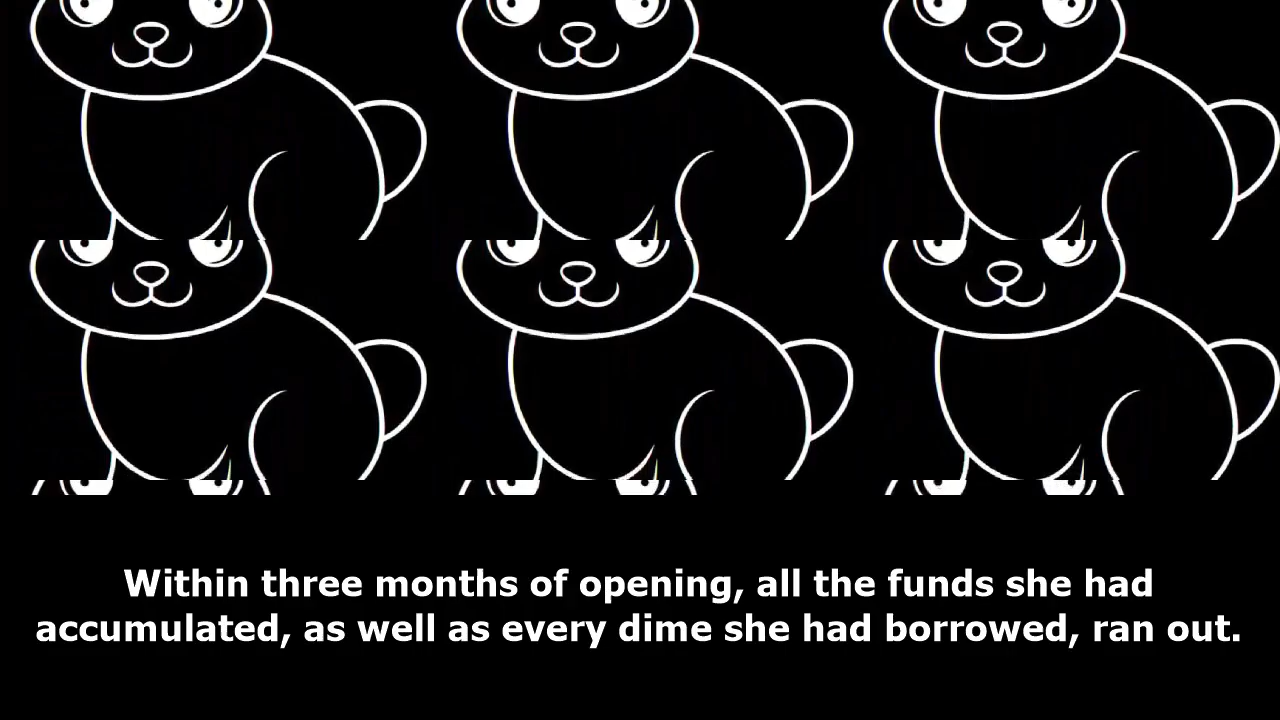 Within three months of opening, all the funds she had
accumulated, as well as every dime she had borrowed, ran out.